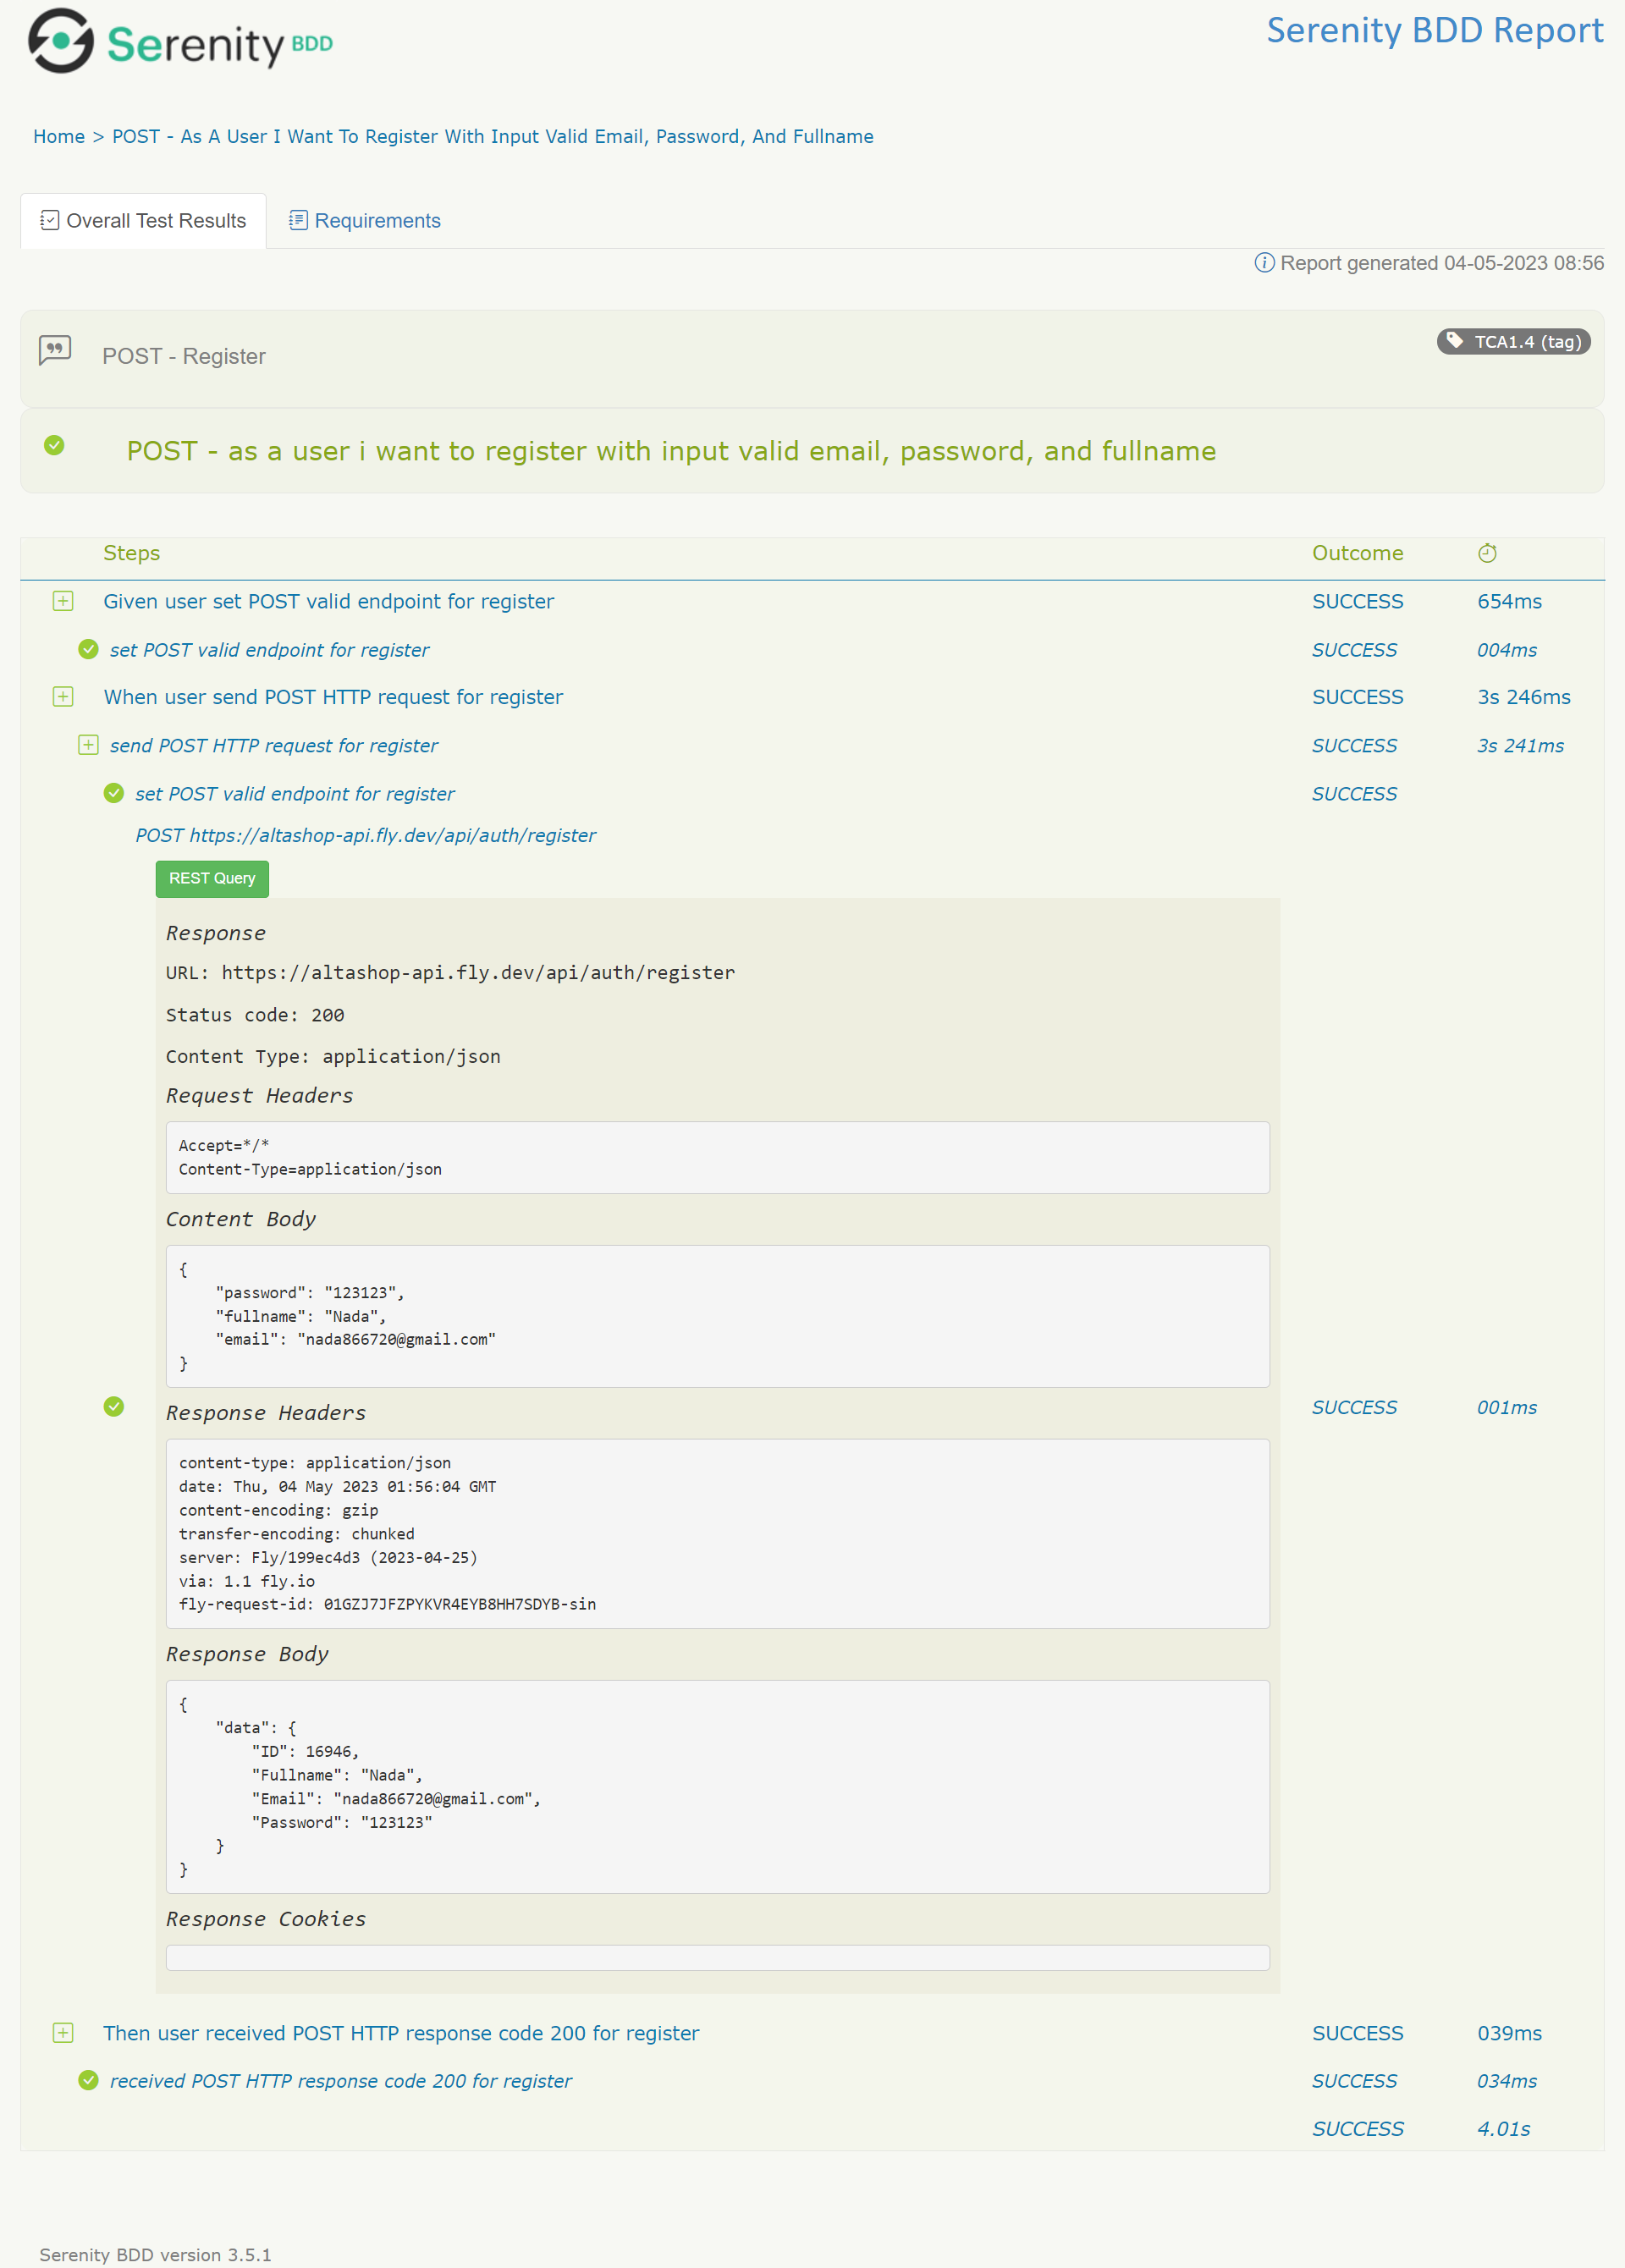 Serenity BDD
Serenity BDD Report
Home > POST - As A User I Want To Register With Input Valid Email, Password, And Fullname
Overall Test Results
Requirements
Report generated 04-05-2023 08:56
POST - Register
TCA1.4 (tag)
POST - as a user i want to register with input valid email, password, and fullname
Steps Outcome
Given user set POST valid endpoint for register SUCCESS 654ms
set POST valid endpoint for register SUCCESS 004ms
When user send POST HTTP request for register SUCCESS 3s 246ms
send POST HTTP request for register SUCCESS 3s 241ms
set POST valid endpoint for register SUCCESS
POST https://altashop-api.fly.dev/api/auth/register
REST Query
Response
URL: https://altashop-api.fly.dev/api/auth/register
Status code: 200
Content Type: application/json
Request Headers
Accept=*/*
Content-Type=application/json
Content Body
{
    "password": "123123",
    "fullname": "Nada",
    "email": "nada866720@gmail.com"
}
Response Headers SUCCESS 001ms
content-type: application/json
date: Thu, 04 May 2023 01:56:04 GMT
content-encoding: gzip
transfer-encoding: chunked
server: Fly/199ec4d3 (2023-04-25)
via: 1.1 fly.io
fly-request-id: 01GZJ7JFZPYKVR4EYB8HH7SDYB-sin
Response Body
{
    "data": {
        "ID": 16946,
        "Fullname": "Nada",
        "Email": "nada866720@gmail.com",
        "Password": "123123"
    }
}
Response Cookies
Then user received POST HTTP response code 200 for register SUCCESS 039ms
received POST HTTP response code 200 for register SUCCESS 034ms
SUCCESS 4.01s
Serenity BDD version 3.5.1